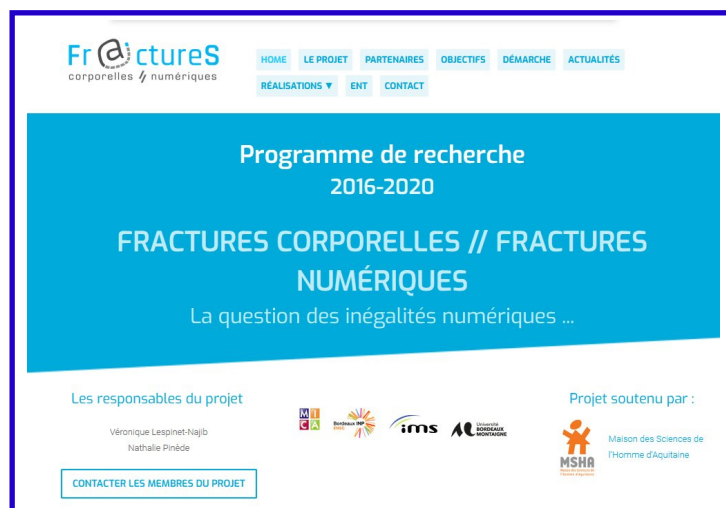 Fr@ctureS
corporelles // numériques
HOME LE PROJET PARTENAIRES OBJECTIFS DÉMARCHE ACTUALITÉS
RÉALISATIONS ▼ ENT CONTACT
Programme de recherche
2016-2020
FRACTURES CORPORELLES // FRACTURES
NUMÉRIQUES
La question des inégalités numériques ...
Les responsables du projet
Véronique Lespinet-Najib
Nathalie Pinède
CONTACTER LES MEMBRES DU PROJET
MICA
Bordeaux INP
ims
Université
BORDEAUX
MONTAIGNE
Projet soutenu par :
MSHA
Maison des Sciences de
l'Homme d'Aquitaine